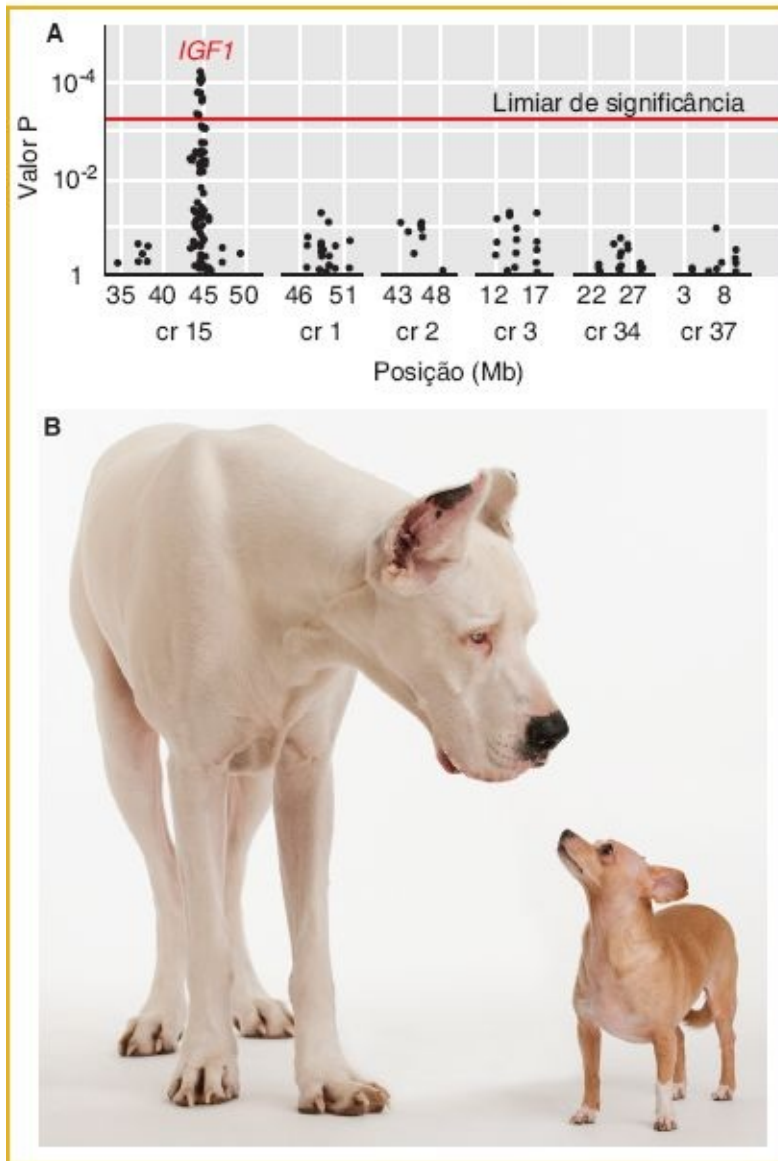 A
IGF1
10-4
Limiar de significância
Valor P
10-2
1
35 40 45 50 46 51 43 48 12 17 22 27 3 8
cr 15 cr 1 cr 2 cr 3 cr 34 cr 37
Posição (Mb)
B